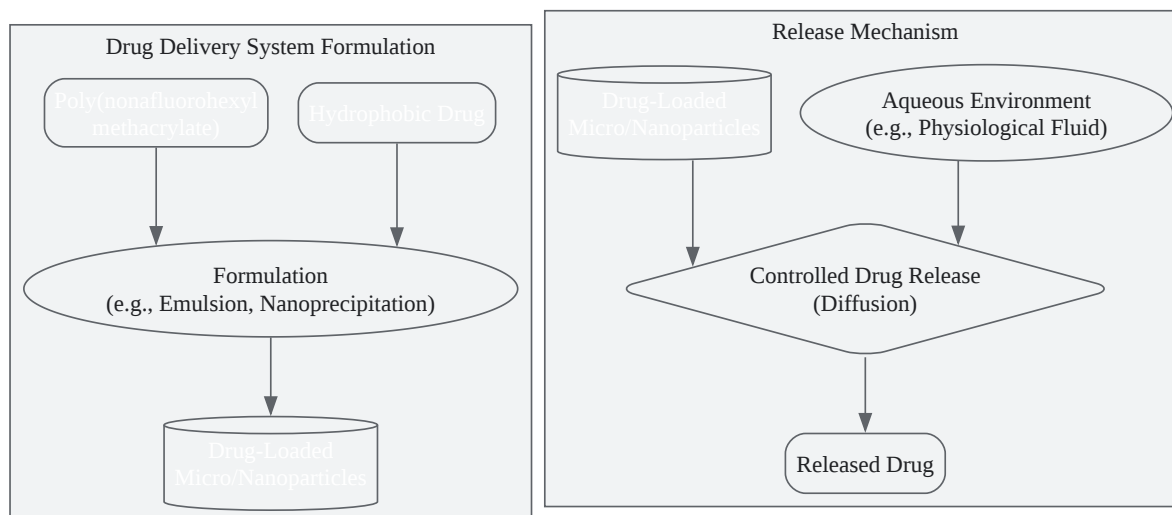 Drug Delivery System Formulation
Poly(nonafluorohexyl
methacrylate)
Hydrophobic Drug
Formulation
(e.g., Emulsion, Nanoprecipitation)
Drug-Loaded
Micro/Nanoparticles
Release Mechanism
Drug-Loaded
Micro/Nanoparticles
Aqueous Environment
(e.g., Physiological Fluid)
Controlled Drug Release
(Diffusion)
Released Drug